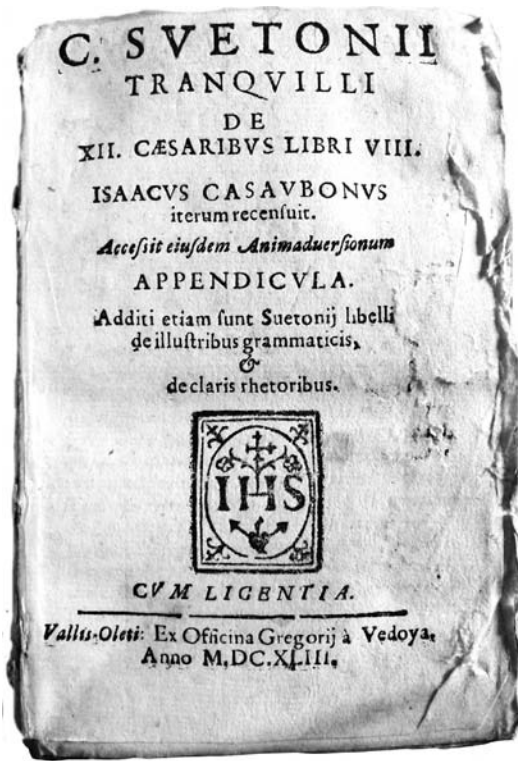 C. SVETONII
TRANQVILLI
DE
XII. CÆSARIBVS LIBRI VIII.
ISAACVS CASAVBONVS
iterum recenſuit.
Acceſsit eiuſdem Animaduerſionum
APPENDICVLA.
Additi etiam ſunt Suetonij libelli
de illuſtribus grammaticis,
&
de claris rhetoribus.
IHS
CVM LICENTIA.
Vallis-Oleti: Ex Officina Gregorij à Vedoya,
Anno M.DC.XLIII.